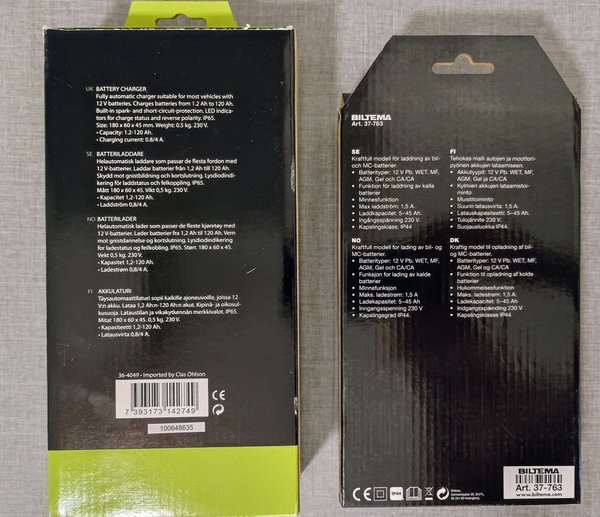 UK BATTERY CHARGER
Fully automatic charger suitable for most vehicles with
12 V batteries. Charges batteries from 1.2 Ah to 120 Ah.
Built-in spark- and short-circuit-protection. LED indica-
tors for charge status and reverse polarity. IP65.
Size: 180 x 60 x 45 mm. Weight: 0.5 kg. 230 V.
• Capacity: 1.2-120 Ah.
• Charging current: 0.8/4 A.
SE BATTERILADDARE
Helautomatisk laddare som passar de flesta fordon med
12 V-batterier. Laddar batterier från 1,2 Ah till 120 Ah.
Skydd mot gnistbildning och kortslutning. Lysdiodindi-
kering för laddstatus och felkoppling. IP65.
Mått 180 x 60 x 45. Vikt 0,5 kg. 230 V.
• Kapacitet 1,2-120 Ah.
• Laddström 0,8/4 A.
NO BATTERILADER
Helautomatisk lader som passer de fleste kjøretøy med
12 V-batterier. Lader batterier fra 1,2 Ah til 120 Ah. Vern
mot gnistdannelse og kortslutning. Lysdiodindikering
for ladestatus og feilkobling. IP65. Størr. 180 x 60 x 45.
Vekt 0,5 kg. 230 V.
• Kapasitet 1,2-120 Ah.
• Ladestrøm 0,8/4 A.
FI AKKULATURI
Täysautomaattilaturi sopii kaikille ajoneuvoille, joissa 12
V:n akku. Lataa 1,2 Ah:n-120 Ah:n akut. Kipinä- ja oikosul-
kusuoja. Lataustilan ja vikakytkennän merkkivalot. IP65.
Mitat 180 x 60 x 45. 0,5 kg. 230 V.
• Kapasiteetti 1,2-120 Ah.
• Latausvirta 0,8/4 A.
36-4049 • Imported by Clas Ohlson
7 393173 142749
CE
100648635
BILTEMA
Art. 37-763
SE
Kraftfull modell för laddning av bil-
och MC-batterier.
• Batterityper: 12 V Pb, WET, MF,
AGM, Gel och CA/CA
• Funktion för laddning av kalla
batterier
• Minnesfunktion
• Max laddström: 1,5 A
• Laddkapacitet: 5–45 Ah
• Ingångsspänning 230 V
• Kapslingsklass: IP44
FI
Tehokas malli autojen ja moottori-
pyörien akkujen lataamiseen.
• Akkutyypit: 12 V Pb, WET, MF,
AGM, Gel ja CA/CA
• Kylmien akkujen lataamistoi-
minto
• Muistitoiminto
• Suurin latausvirta: 1,5 A
• Latauskapasiteetti: 5–45 Ah
• Tulojännite 230 V
• Suojausluokka IP44
NO
Kraftfull modell for lading av bil- og
MC-batterier.
• Batterityper: 12 V Pb, WET, MF,
AGM, Gel og CA/CA
• Funksjon for lading av kalde
batterier
• Minnefunksjon
• Maks. ladestrøm: 1,5 A
• Ladekapasitet: 5–45 Ah
• Inngangsspenning 230 V
• Kapslingsgrad IP44
DK
Kraftig model til opladning af bil-
og MC-batterier.
• Batterityper: 12 V Pb, WET, MF,
AGM, Gel og CA/CA
• Funktion til opladning af kolde
batterier
• Hukommelsesfunktion
• Maks. ladestrøm: 1,5 A
• Ladekapacitet: 5–45 Ah
• Indgangsspænding 230 V
• Kapslingsklasse IP44
CE
IP44
Biltema,
BILTEMA
Art. 37-763
www.biltema.com